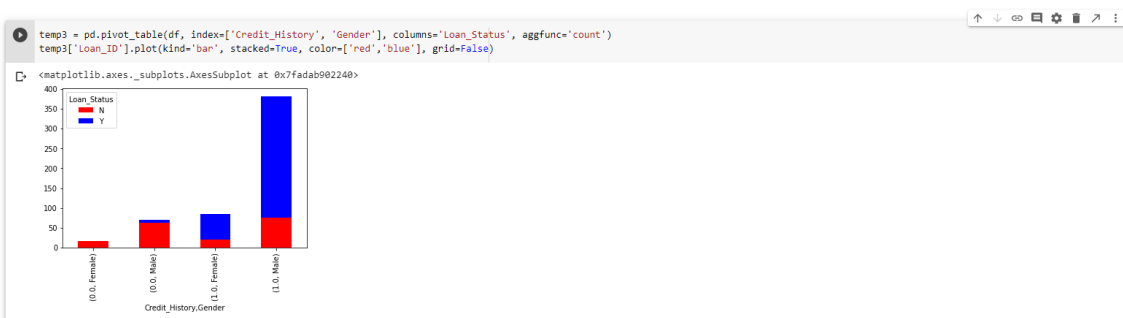 temp3 = pd.pivot_table(df, index=['Credit_History', 'Gender'], columns='Loan_Status', aggfunc='count')
temp3['Loan_ID'].plot(kind='bar', stacked=True, color=['red','blue'], grid=False)
<matplotlib.axes._subplots.AxesSubplot at 0x7fadab902240>
400
350
300
250
200
150
100
50
0
Loan_Status
N
Y
(0.0, Female)
(0.0, Male)
(1.0, Female)
(1.0, Male)
Credit_History,Gender